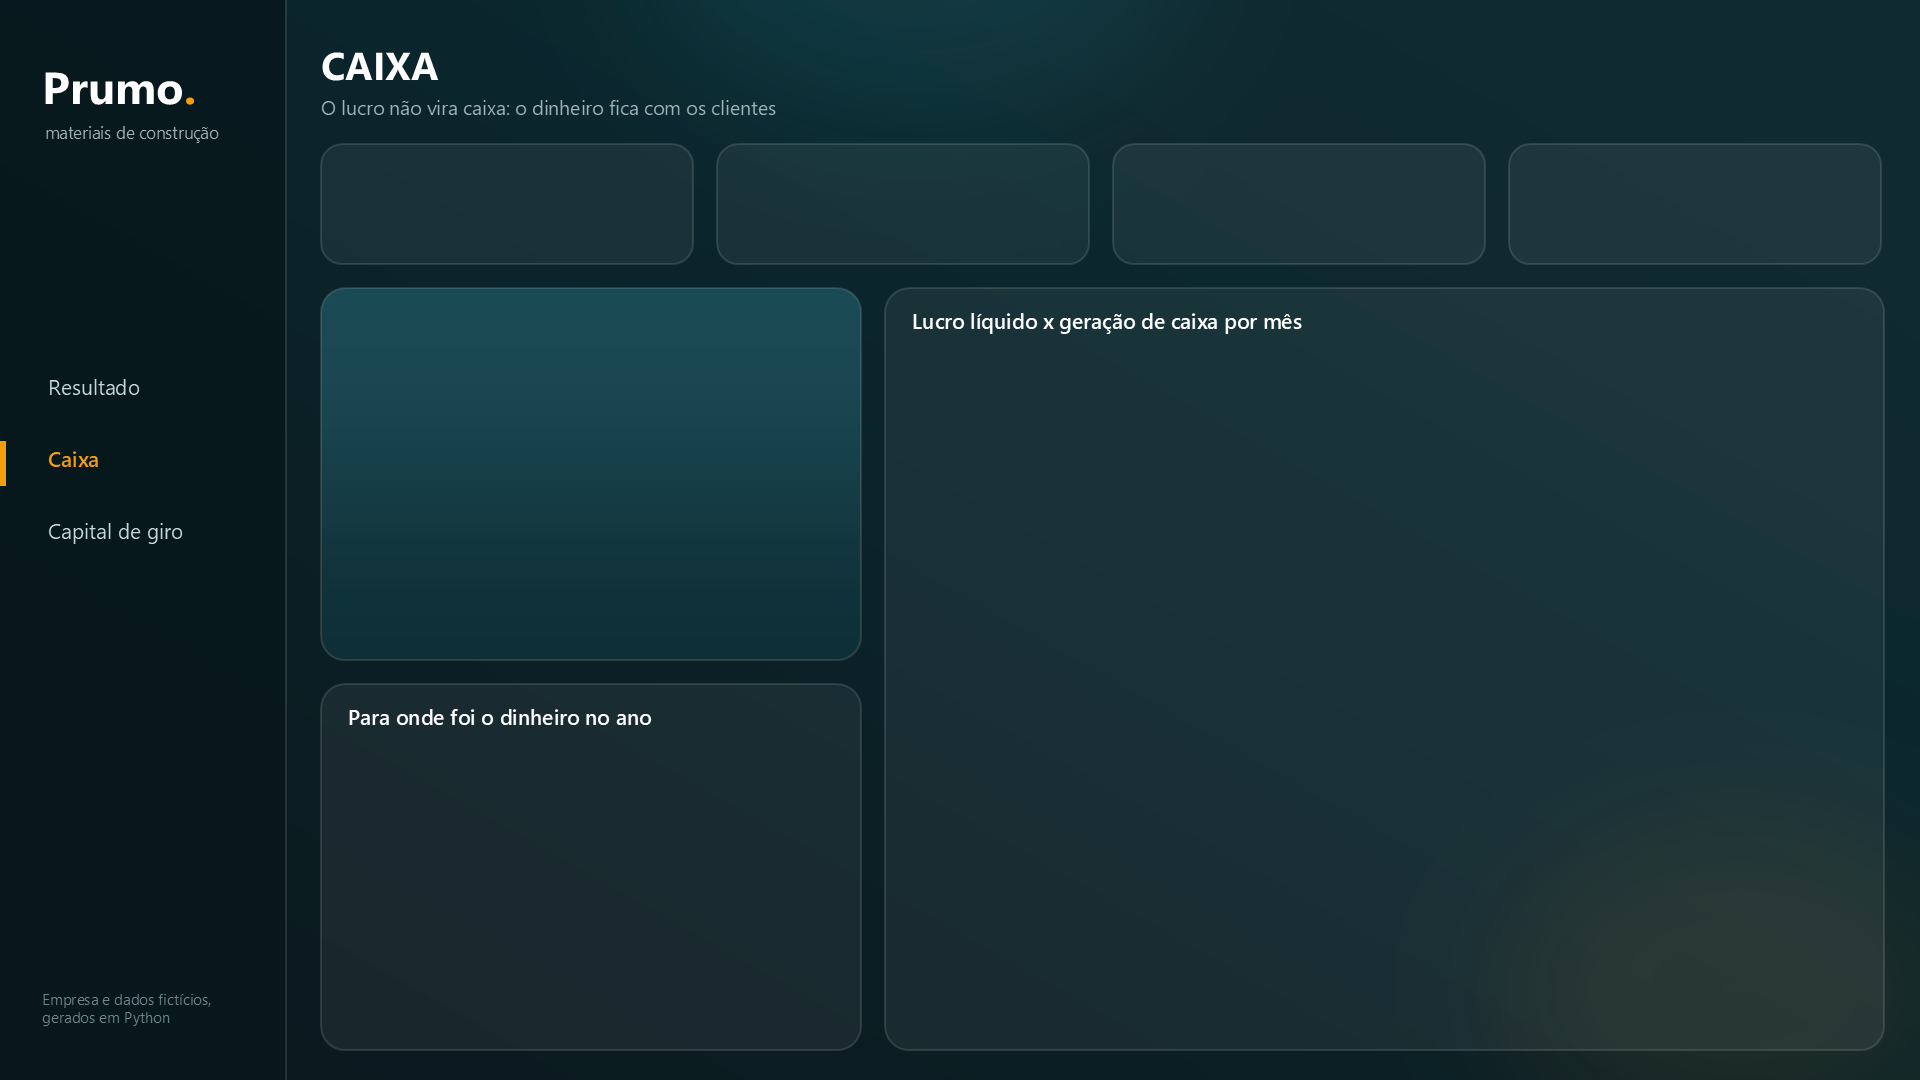 Prumo.
materiais de construção
Resultado
Caixa
Capital de giro
Empresa e dados fictícios,
gerados em Python
CAIXA
O lucro não vira caixa: o dinheiro fica com os clientes
Lucro líquido x geração de caixa por mês
Para onde foi o dinheiro no ano